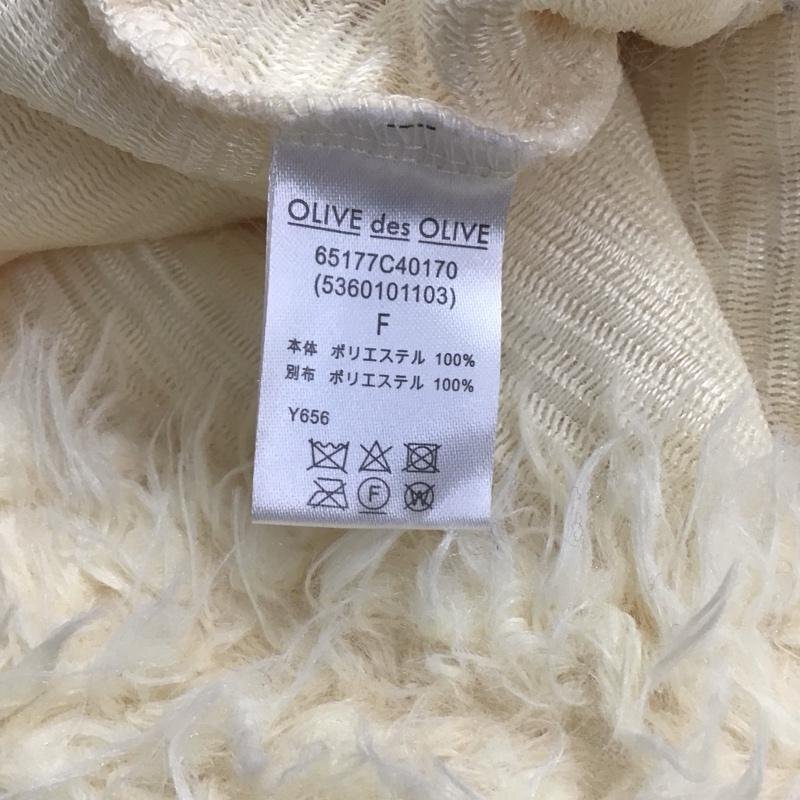 OLIVE des OLIVE
65177C40170
(5360101103)
F
本体 ポリエステル 100%
別布 ポリエステル 100%
Y656
F W